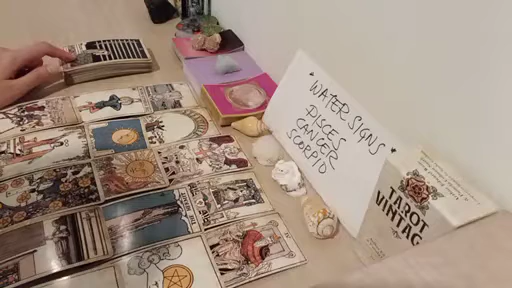 "WATER SIGNS"
PISCES
CANCER
SCORPIO
TAROT
VINTAG